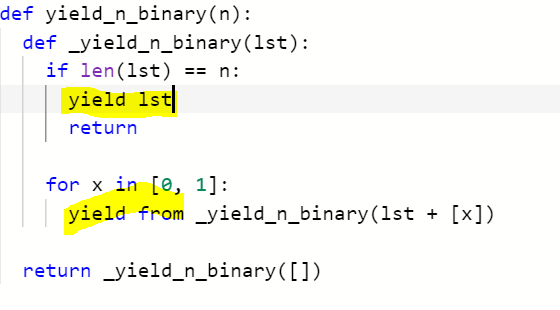 def yield_n_binary(n):
  def _yield_n_binary(lst):
    if len(lst) == n:
      yield lst
      return
    for x in [0, 1]:
      yield from _yield_n_binary(lst + [x])
  return _yield_n_binary([])